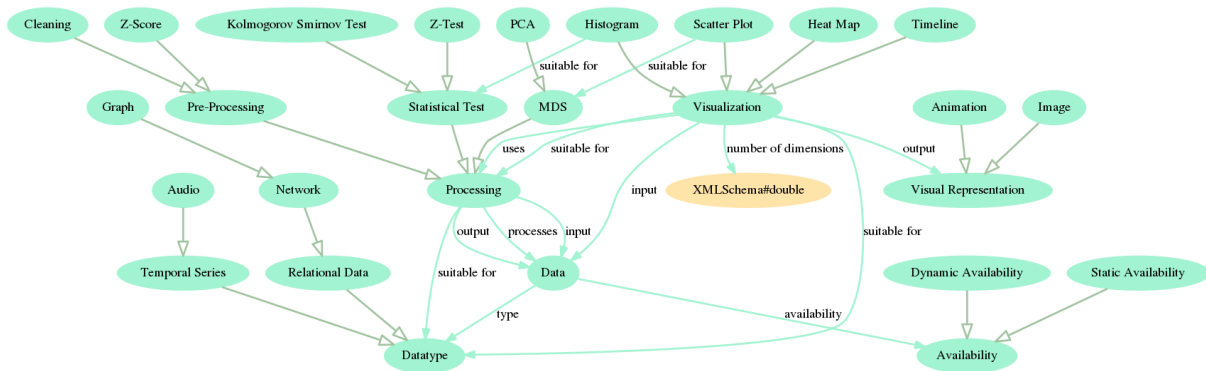 Cleaning
Z-Score
Kolmogorov Smirnov Test
Z-Test
PCA
Histogram
Scatter Plot
Heat Map
Timeline
suitable for
suitable for
Graph
Pre-Processing
Statistical Test
MDS
Visualization
Animation
Image
uses
suitable for
number of dimensions
output
Audio
Network
Processing
input
XMLSchema#double
Visual Representation
output
processes
input
suitable for
Temporal Series
Relational Data
suitable for
Data
Dynamic Availability
Static Availability
type
availability
Datatype
Availability